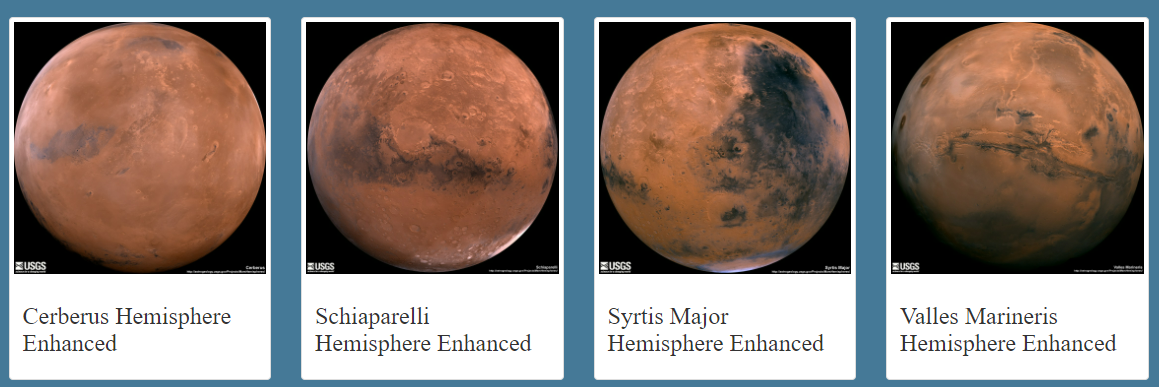 USGS
Cerberus
USGS
Schiaparelli
USGS
Syrtis Major
USGS
Valles Marineris
Cerberus Hemisphere
Enhanced
Schiaparelli
Hemisphere Enhanced
Syrtis Major
Hemisphere Enhanced
Valles Marineris
Hemisphere Enhanced